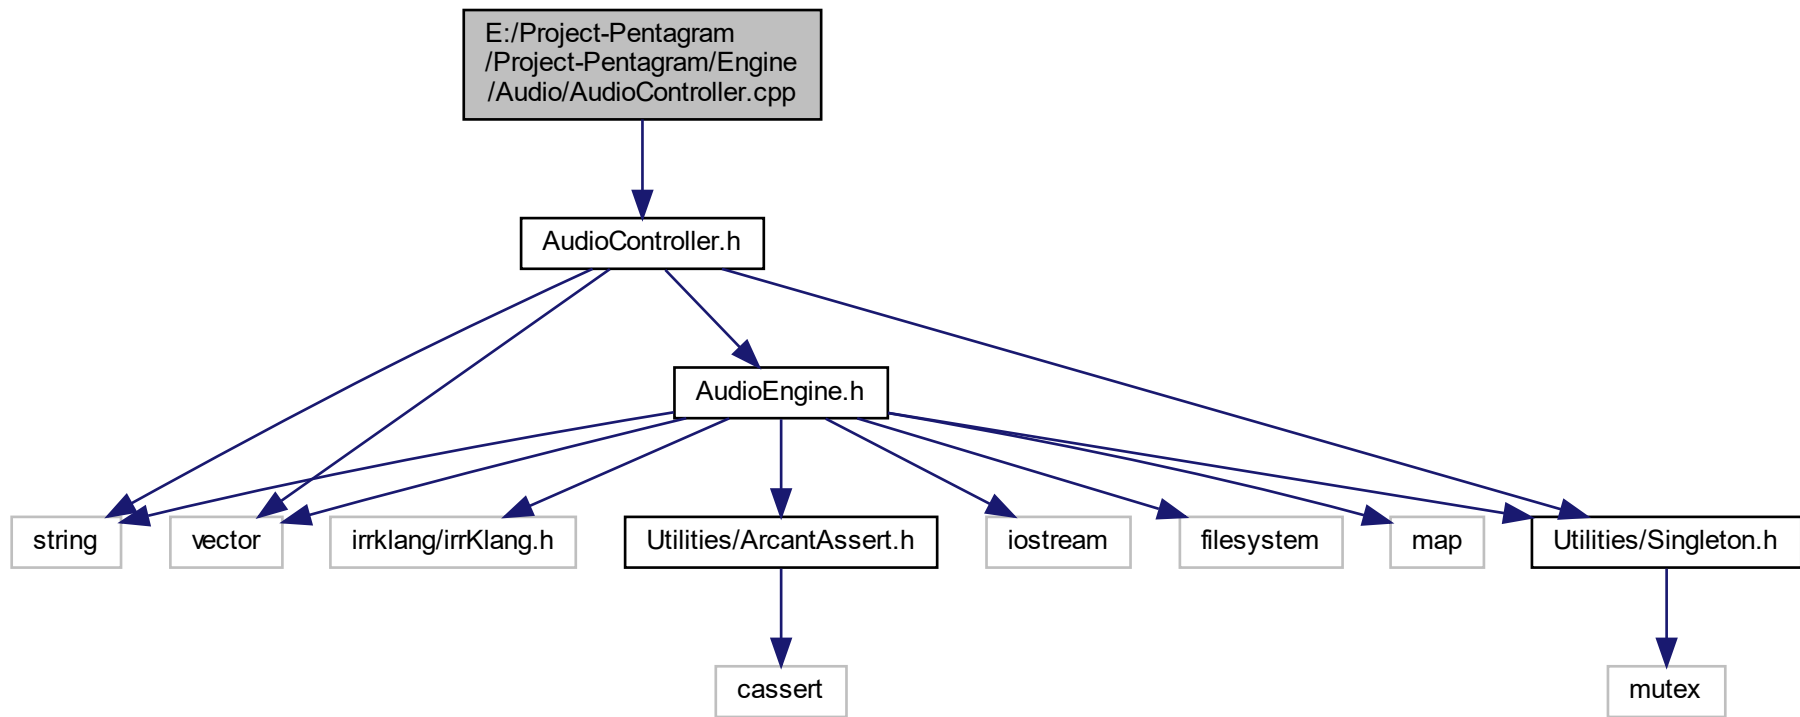 E:/Project-Pentagram
/Project-Pentagram/Engine
/Audio/AudioController.cpp
AudioController.h
AudioEngine.h
string
vector
irrklang/irrKlang.h
Utilities/ArcantAssert.h
iostream
filesystem
map
Utilities/Singleton.h
cassert
mutex